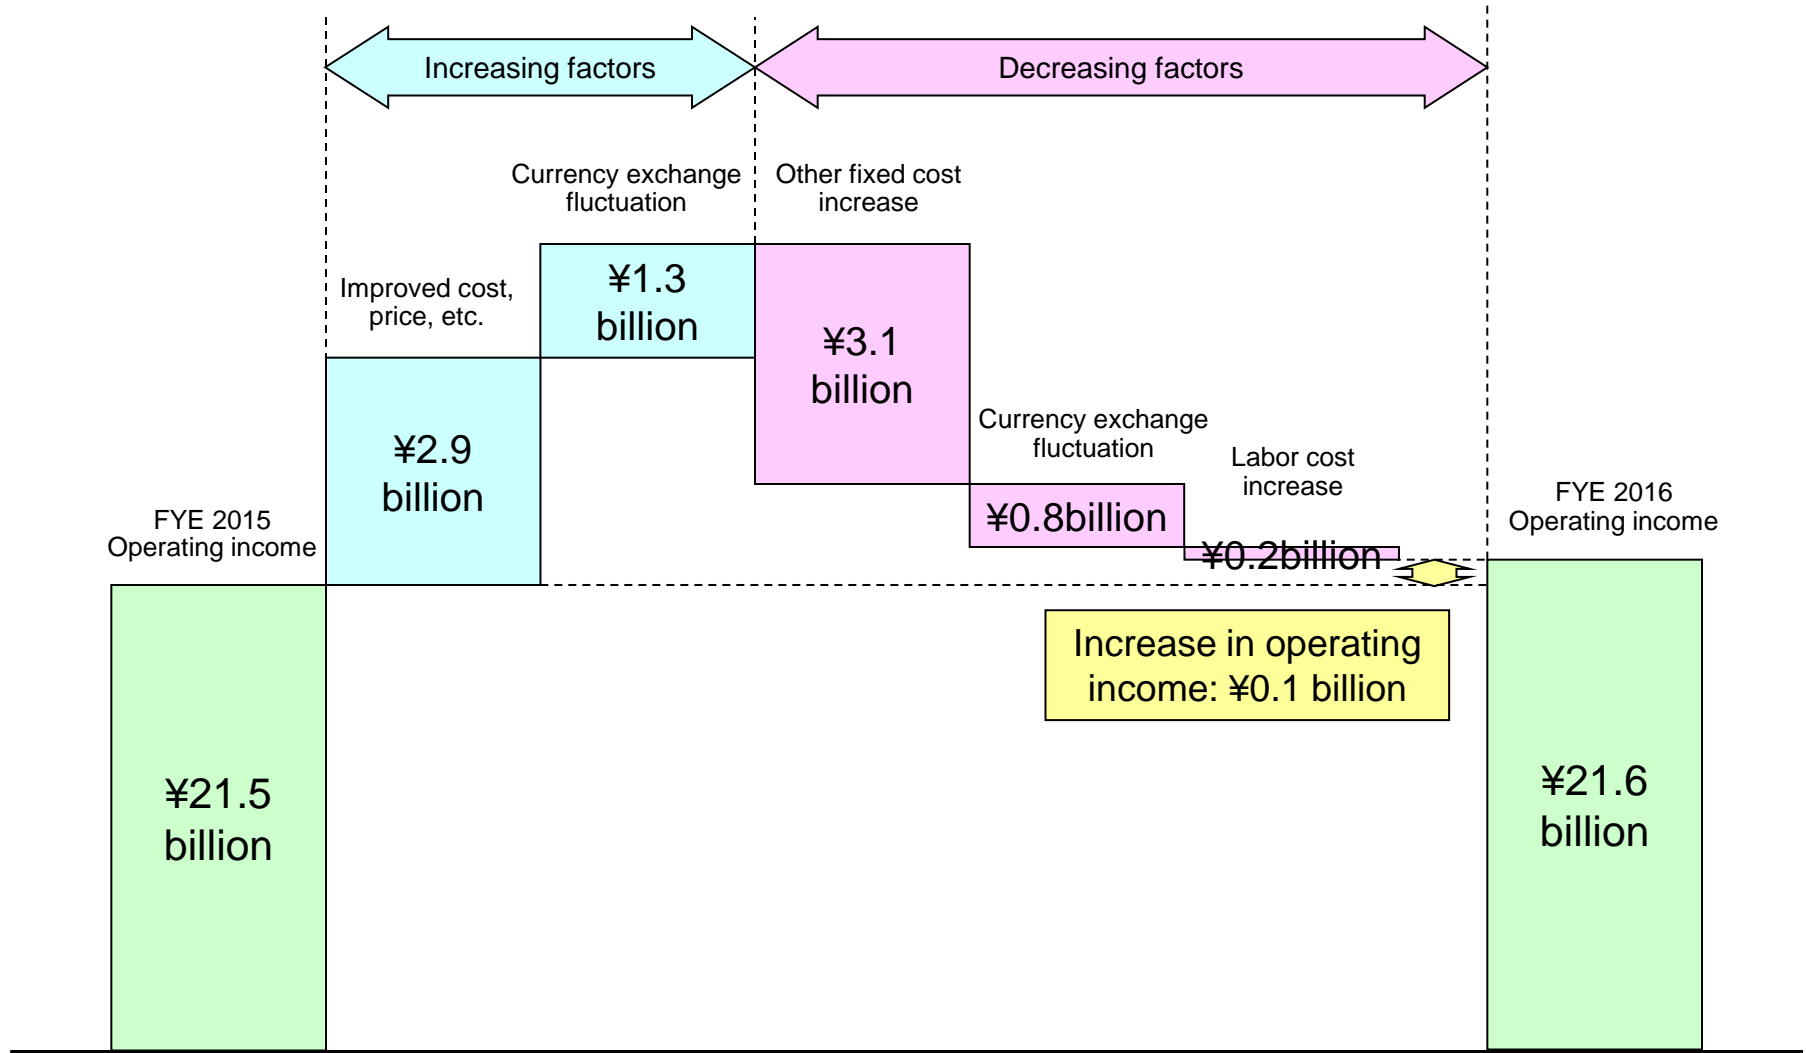 Increasing factors
Decreasing factors
Currency exchange
fluctuation
Other fixed cost
increase
Improved cost,
price, etc.
¥1.3
billion
¥3.1
billion
¥2.9
billion
Currency exchange
fluctuation
Labor cost
increase
¥0.8billion
¥0.2billion
FYE 2015
Operating income
FYE 2016
Operating income
Increase in operating
income: ¥0.1 billion
¥21.5
billion
¥21.6
billion